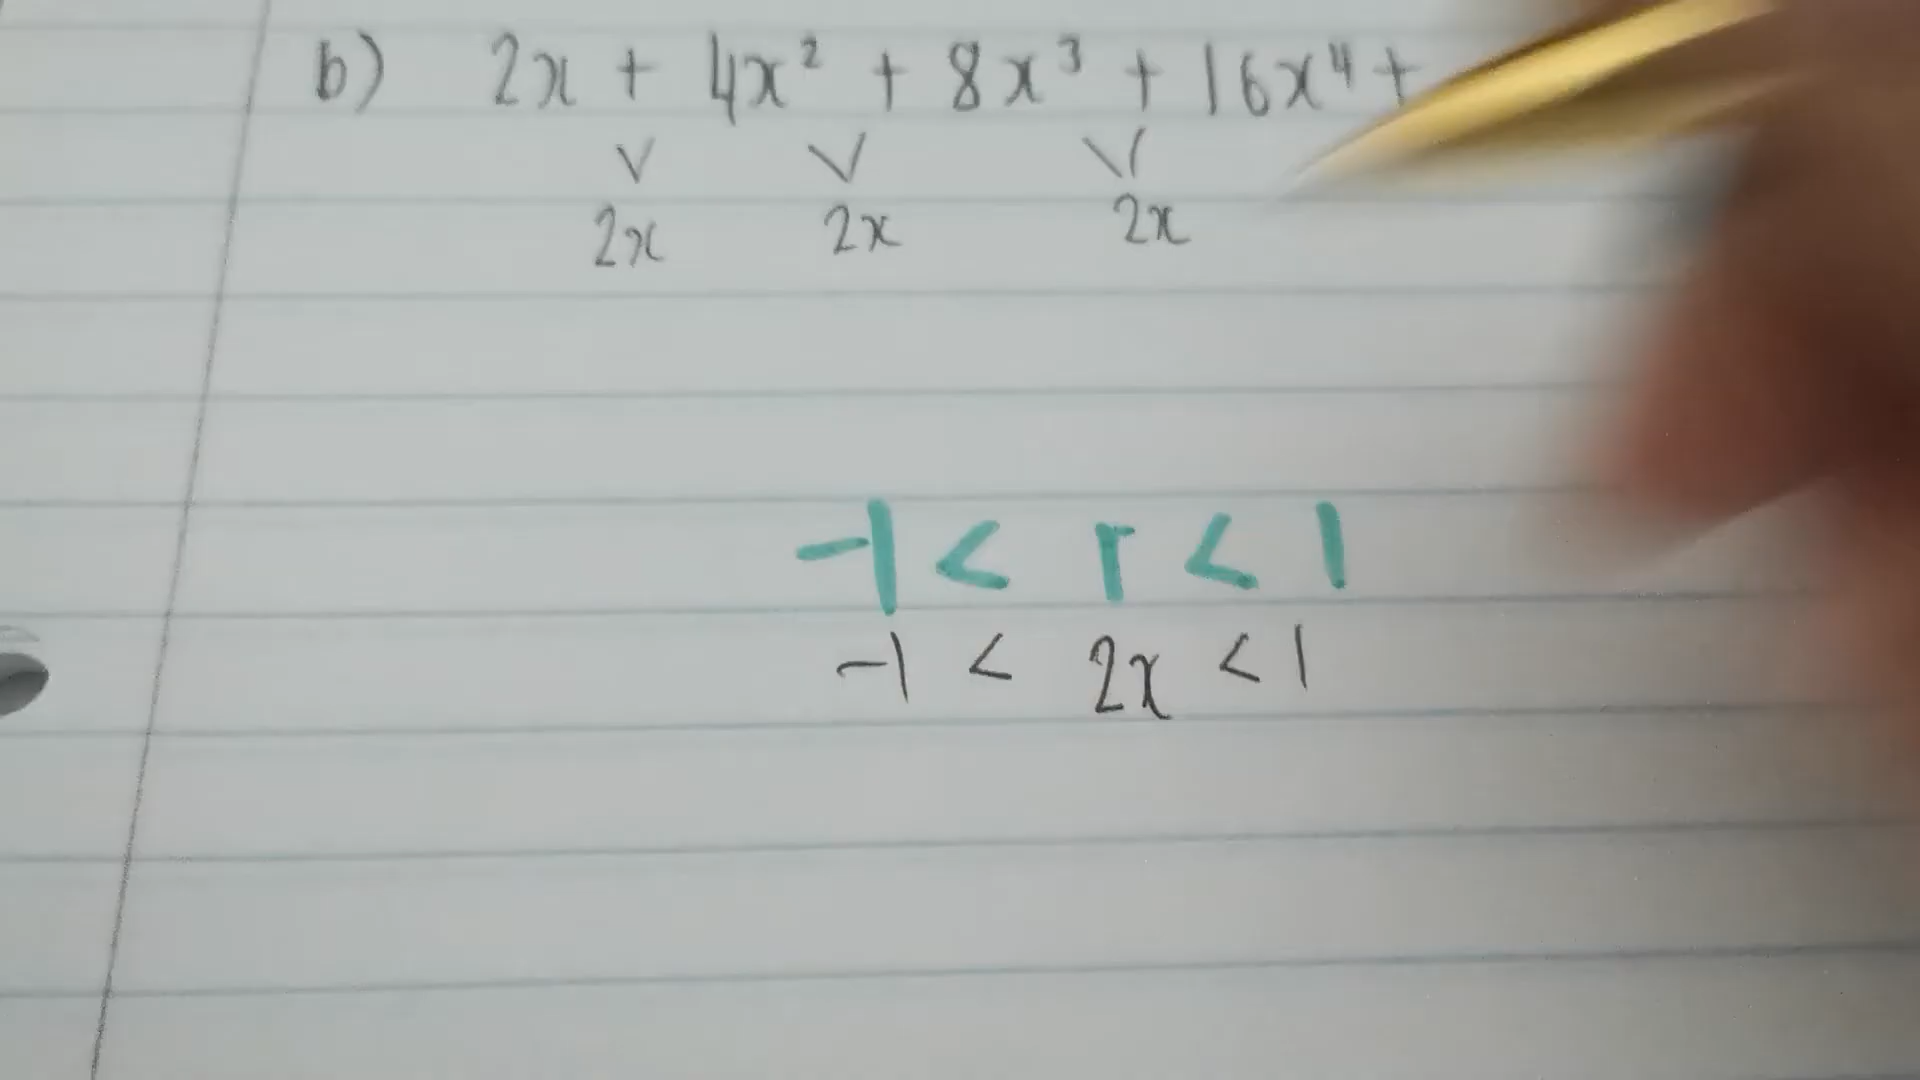 b) 2x + 4x² + 8x³ + 16x⁴ +
2x 2x 2x
-1 < r < 1
-1 < 2x < 1